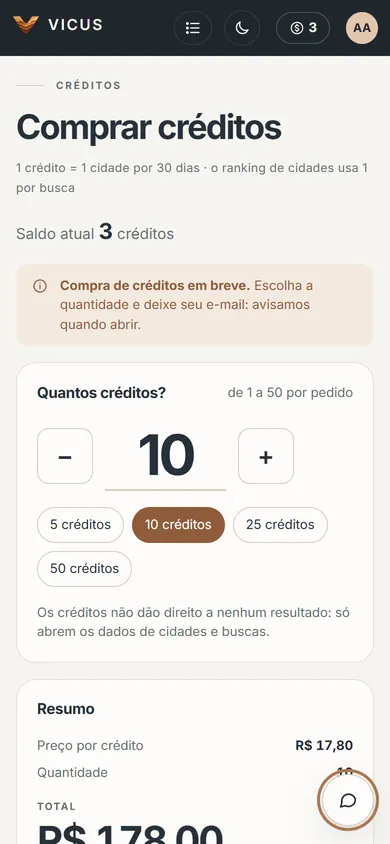 VICUS
3
AA
CRÉDITOS
Comprar créditos
1 crédito = 1 cidade por 30 dias · o ranking de cidades usa 1
por busca
Saldo atual 3 créditos
Compra de créditos em breve. Escolha a
quantidade e deixe seu e-mail: avisamos
quando abrir.
Quantos créditos?
de 1 a 50 por pedido
− 10 +
5 créditos
10 créditos
25 créditos
50 créditos
Os créditos não dão direito a nenhum resultado: só
abrem os dados de cidades e buscas.
Resumo
Preço por crédito R$ 17,80
Quantidade
TOTAL
R$ 178,00